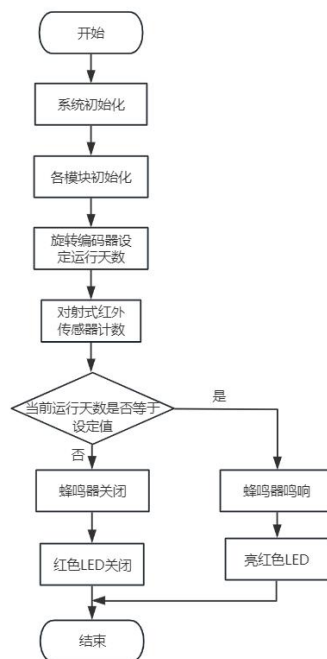 开始
系统初始化
各模块初始化
旋转编码器设
定运行天数
对射式红外
传感器计数
当前运行天数是否等于
设定值
是
否
蜂鸣器关闭
蜂鸣器鸣响
红色LED关闭
亮红色LED
结束